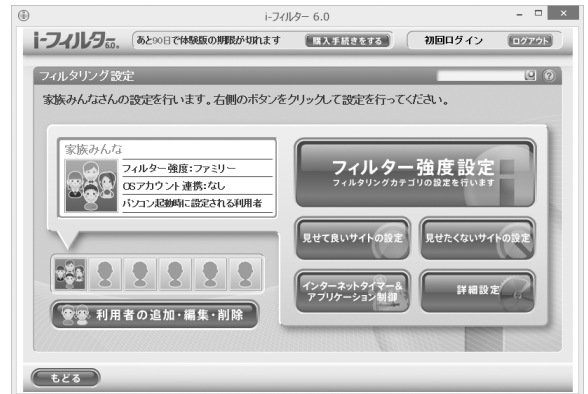 i-フィルター 6.0
i-フィルター6.0.
あと90日で体験版の期限が切れます
購入手続きをする
初回ログイン
ログアウト
フィルタリング設定
家族みんなさんの設定を行います。右側のボタンをクリックして設定を行ってください。
家族みんな
フィルター強度:ファミリー
OSアカウント連携:なし
パソコン起動時に設定される利用者
フィルター強度設定
フィルタリングカテゴリの設定を行います
見せて良いサイトの設定
見せたくないサイトの設定
インターネットタイマー&
アプリケーション制御
詳細設定
利用者の追加・編集・削除
もどる